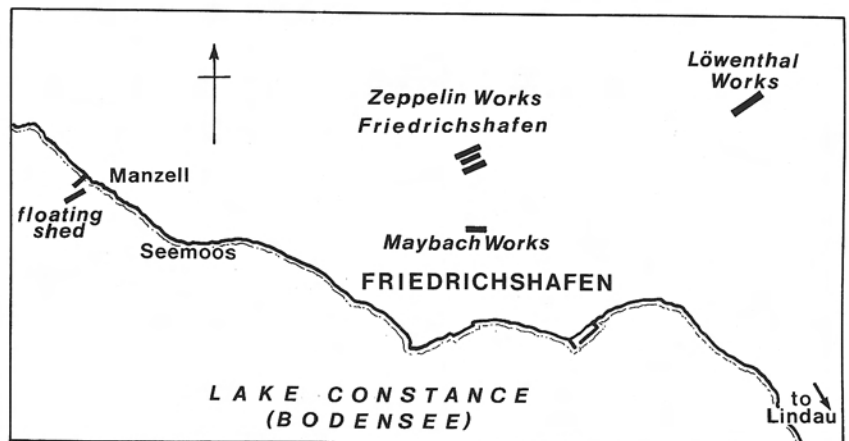 Löwenthal
Works
Zeppelin Works
Friedrichshafen
Manzell
floating
shed
Seemoos
Maybach Works
FRIEDRICHSHAFEN
LAKE CONSTANCE
(BODENSEE)
to
Lindau